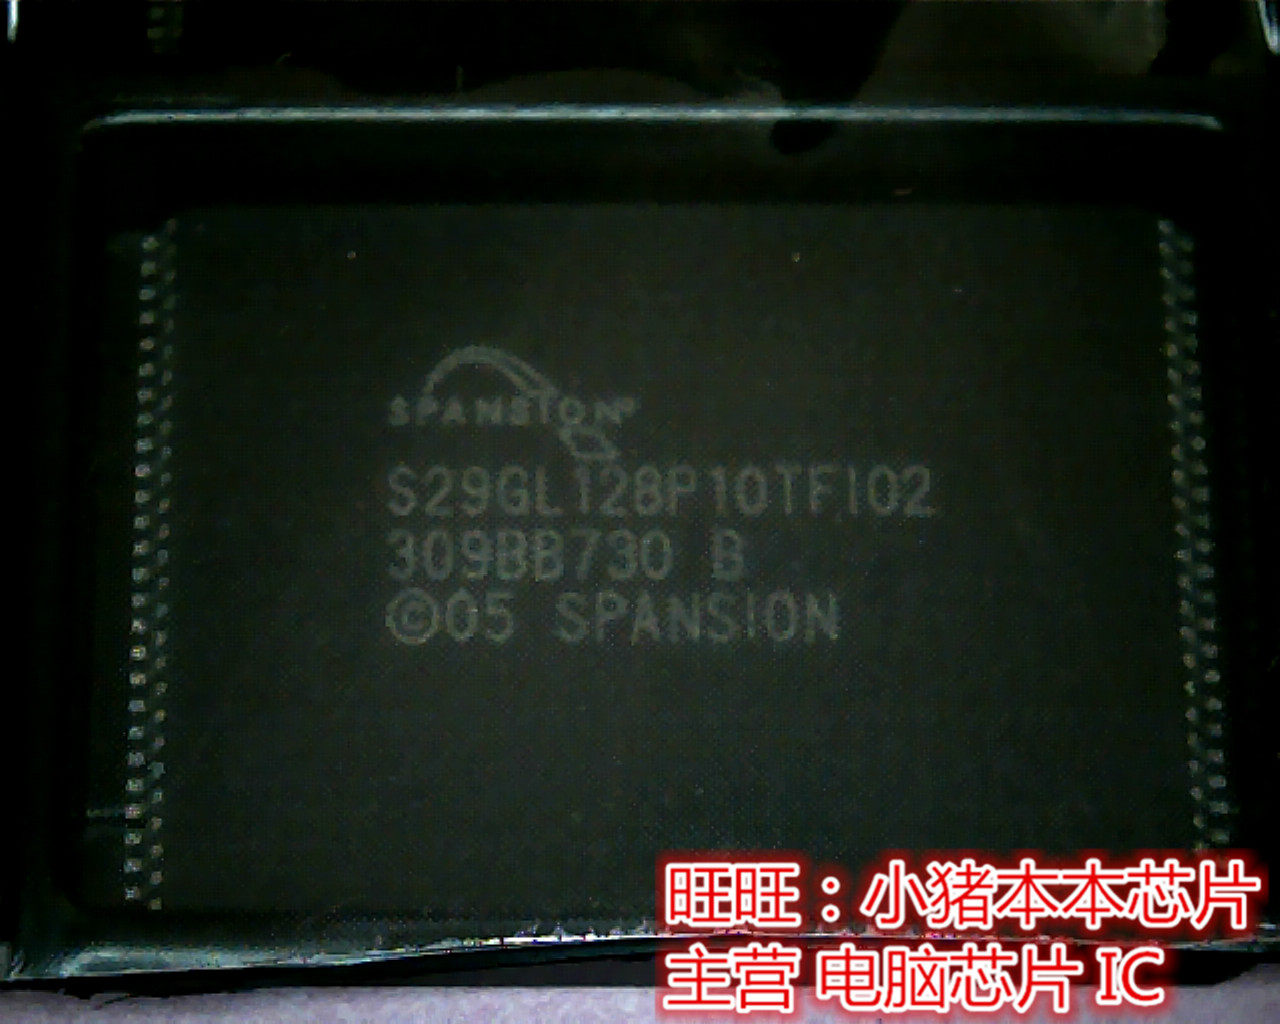 SPANSION®
S29GL128P10TFI02
309BB730 B
©05 SPANSION
旺旺：小猪本本芯片
主营 电脑芯片 IC